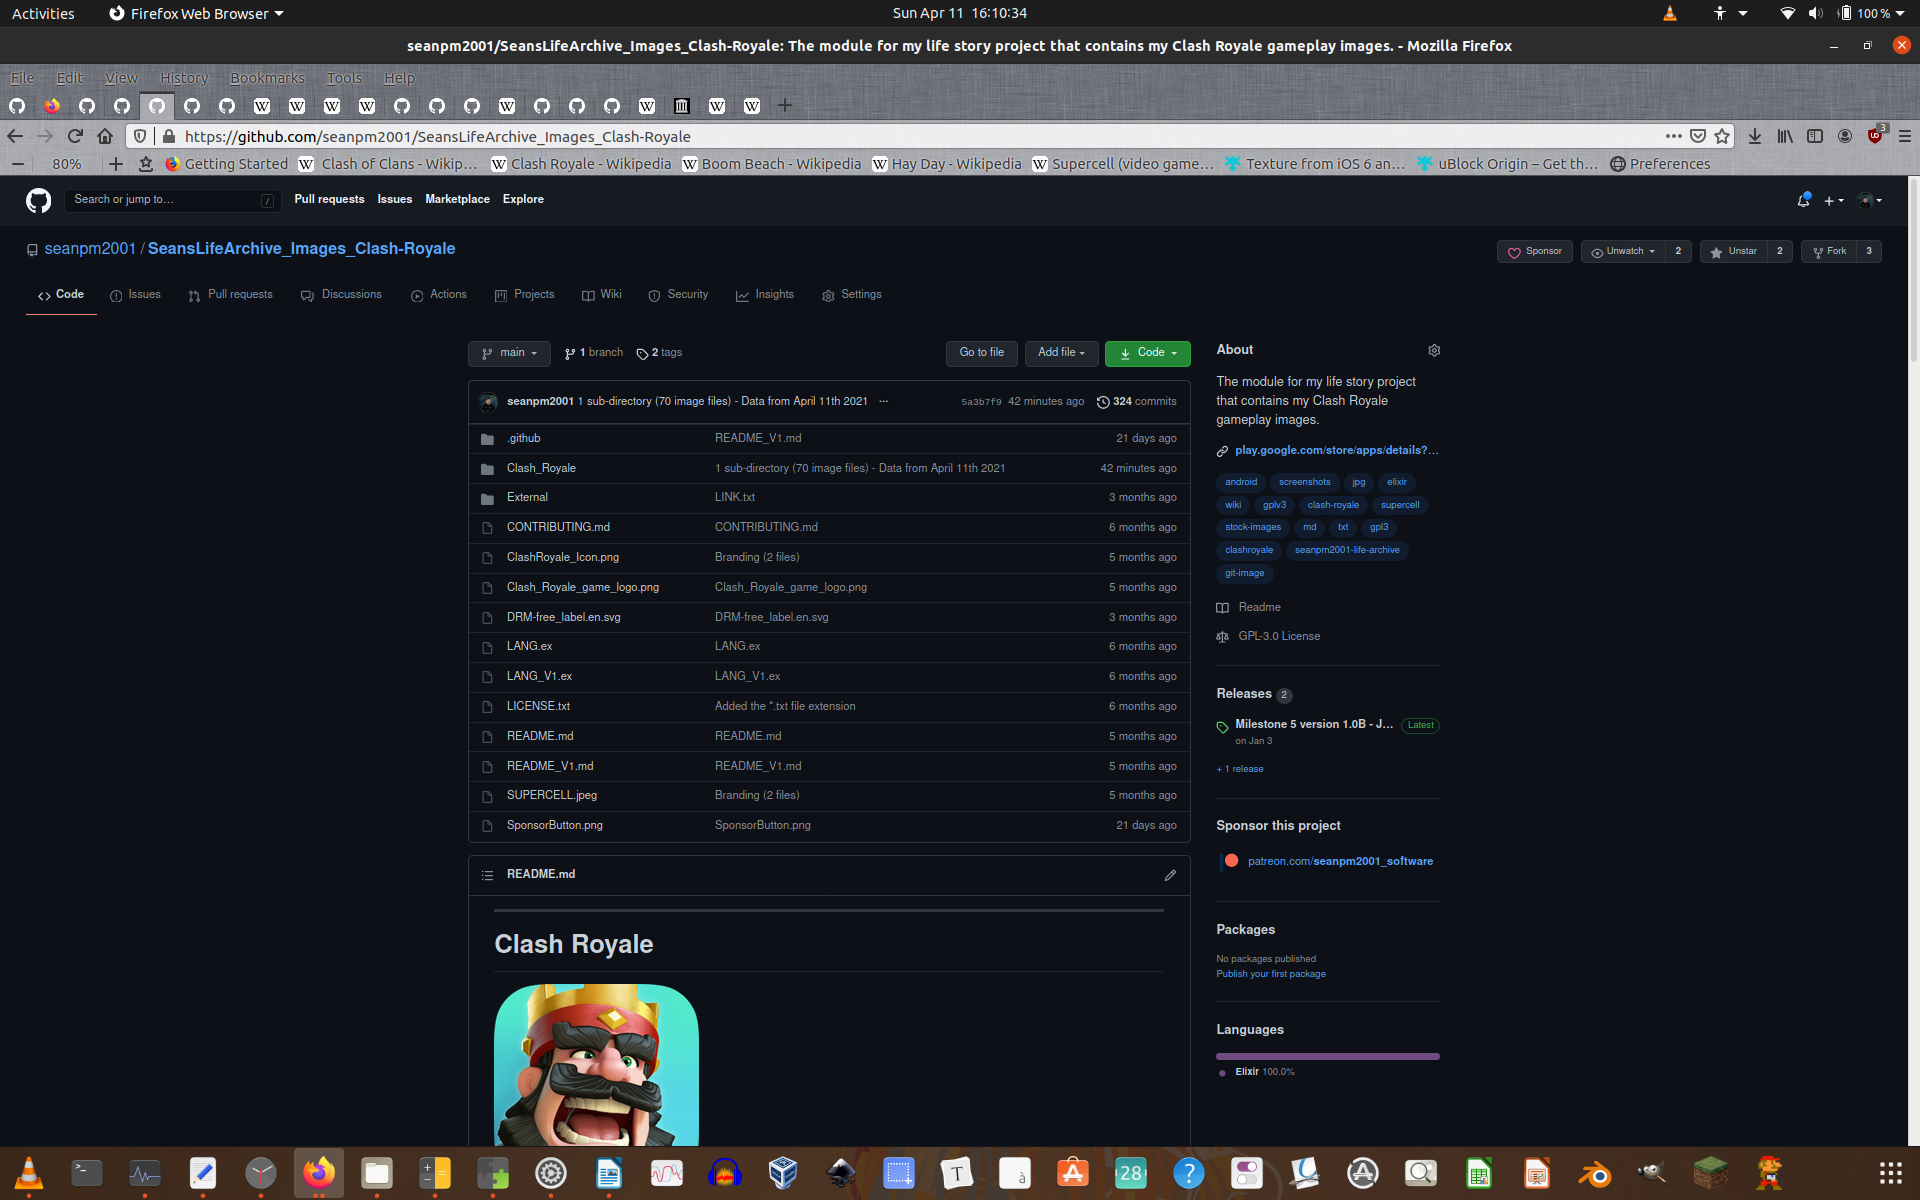 Activities Firefox Web Browser Sun Apr 11 16:10:34 100 %
seanpm2001/SeansLifeArchive_Images_Clash-Royale: The module for my life story project that contains my Clash Royale gameplay images. - Mozilla Firefox
File Edit View History Bookmarks Tools Help
https://github.com/seanpm2001/SeansLifeArchive_Images_Clash-Royale 3
80% Getting Started Clash of Clans - Wikip… Clash Royale - Wikipedia Boom Beach - Wikipedia Hay Day - Wikipedia Supercell (video game… Texture from iOS 6 an… uBlock Origin – Get th… Preferences
Search or jump to… / Pull requests Issues Marketplace Explore
seanpm2001 / SeansLifeArchive_Images_Clash-Royale Sponsor Unwatch 2 Unstar 2 Fork 3
Code Issues Pull requests Discussions Actions Projects Wiki Security Insights Settings
main 1 branch 2 tags Go to file Add file Code
seanpm2001 1 sub-directory (70 image files) - Data from April 11th 2021 ... 5a3b7f9 42 minutes ago 324 commits
.github README_V1.md 21 days ago
Clash_Royale 1 sub-directory (70 image files) - Data from April 11th 2021 42 minutes ago
External LINK.txt 3 months ago
CONTRIBUTING.md CONTRIBUTING.md 6 months ago
ClashRoyale_Icon.png Branding (2 files) 5 months ago
Clash_Royale_game_logo.png Clash_Royale_game_logo.png 5 months ago
DRM-free_label.en.svg DRM-free_label.en.svg 3 months ago
LANG.ex LANG.ex 6 months ago
LANG_V1.ex LANG_V1.ex 6 months ago
LICENSE.txt Added the *.txt file extension 6 months ago
README.md README.md 5 months ago
README_V1.md README_V1.md 5 months ago
SUPERCELL.jpeg Branding (2 files) 5 months ago
SponsorButton.png SponsorButton.png 21 days ago
README.md
Clash Royale
About
The module for my life story project
that contains my Clash Royale
gameplay images.
play.google.com/store/apps/details?…
android screenshots jpg elixir
wiki gplv3 clash-royale supercell
stock-images md txt gpl3
clashroyale seanpm2001-life-archive
git-image
Readme
GPL-3.0 License
Releases 2
Milestone 5 version 1.0B - J… Latest
on Jan 3
+ 1 release
Sponsor this project
patreon.com/seanpm2001_software
Packages
No packages published
Publish your first package
Languages
Elixir 100.0%